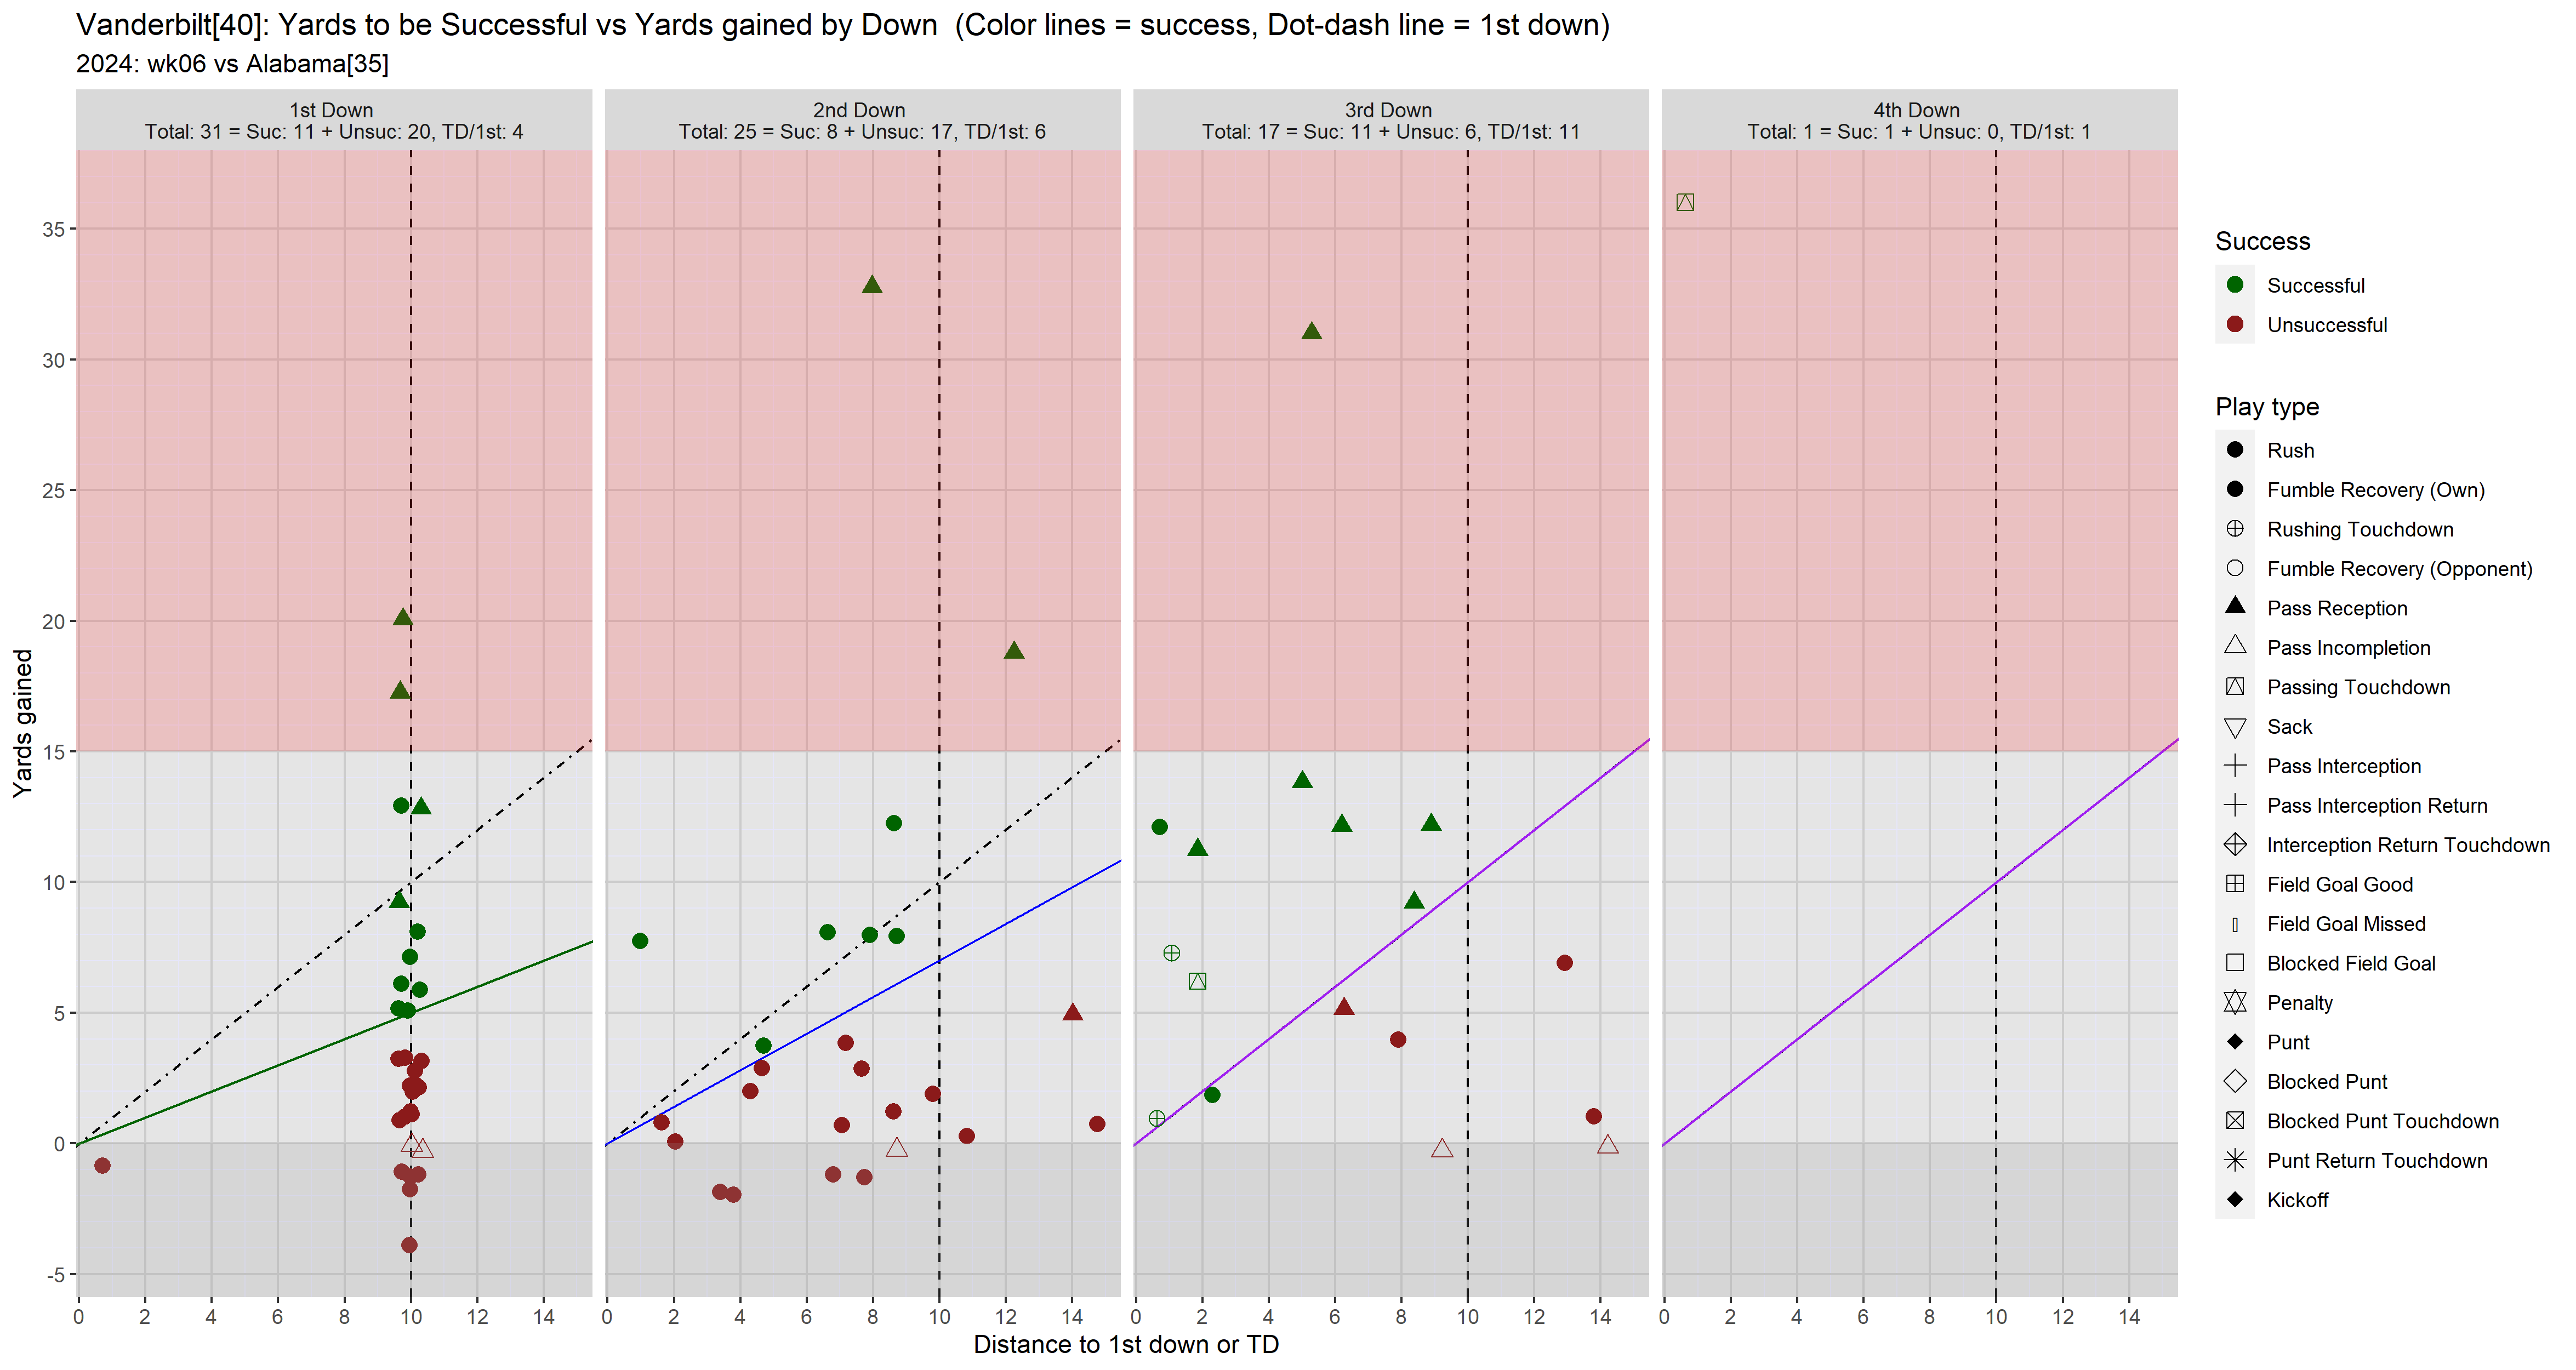 Vanderbilt[40]: Yards to be Successful vs Yards gained by Down  (Color lines = success, Dot-dash line = 1st down)
2024: wk06 vs Alabama[35]
1st Down
Total: 31 = Suc: 11 + Unsuc: 20, TD/1st: 4
2nd Down
Total: 25 = Suc: 8 + Unsuc: 17, TD/1st: 6
3rd Down
Total: 17 = Suc: 11 + Unsuc: 6, TD/1st: 11
4th Down
Total: 1 = Suc: 1 + Unsuc: 0, TD/1st: 1
Yards gained
35
30
25
20
15
10
5
0
-5
0 2 4 6 8 10 12 14
0 2 4 6 8 10 12 14
0 2 4 6 8 10 12 14
0 2 4 6 8 10 12 14
Distance to 1st down or TD
Success
Successful
Unsuccessful
Play type
Rush
Fumble Recovery (Own)
Rushing Touchdown
Fumble Recovery (Opponent)
Pass Reception
Pass Incompletion
Passing Touchdown
Sack
Pass Interception
Pass Interception Return
Interception Return Touchdown
Field Goal Good
Field Goal Missed
Blocked Field Goal
Penalty
Punt
Blocked Punt
Blocked Punt Touchdown
Punt Return Touchdown
Kickoff